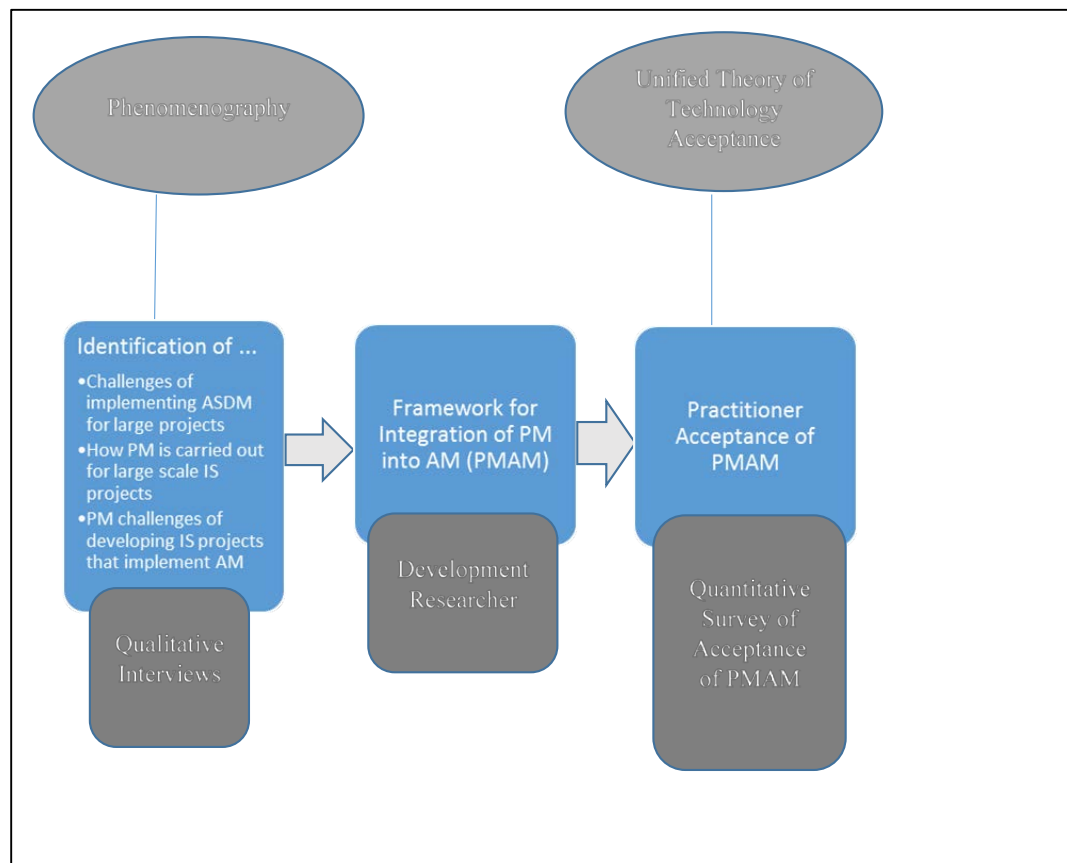 Phenomenography
Unified Theory of
Technology
Acceptance
Identification of ...
•Challenges of
implementing ASDM
for large projects
•How PM is carried out
for large scale IS
projects
•PM challenges of
developing IS projects
that implement AM
Qualitative
Interviews
Framework for
Integration of PM
into AM (PMAM)
Development
Researcher
Practitioner
Acceptance of
PMAM
Quantitative
Survey of
Acceptance
of PMAM